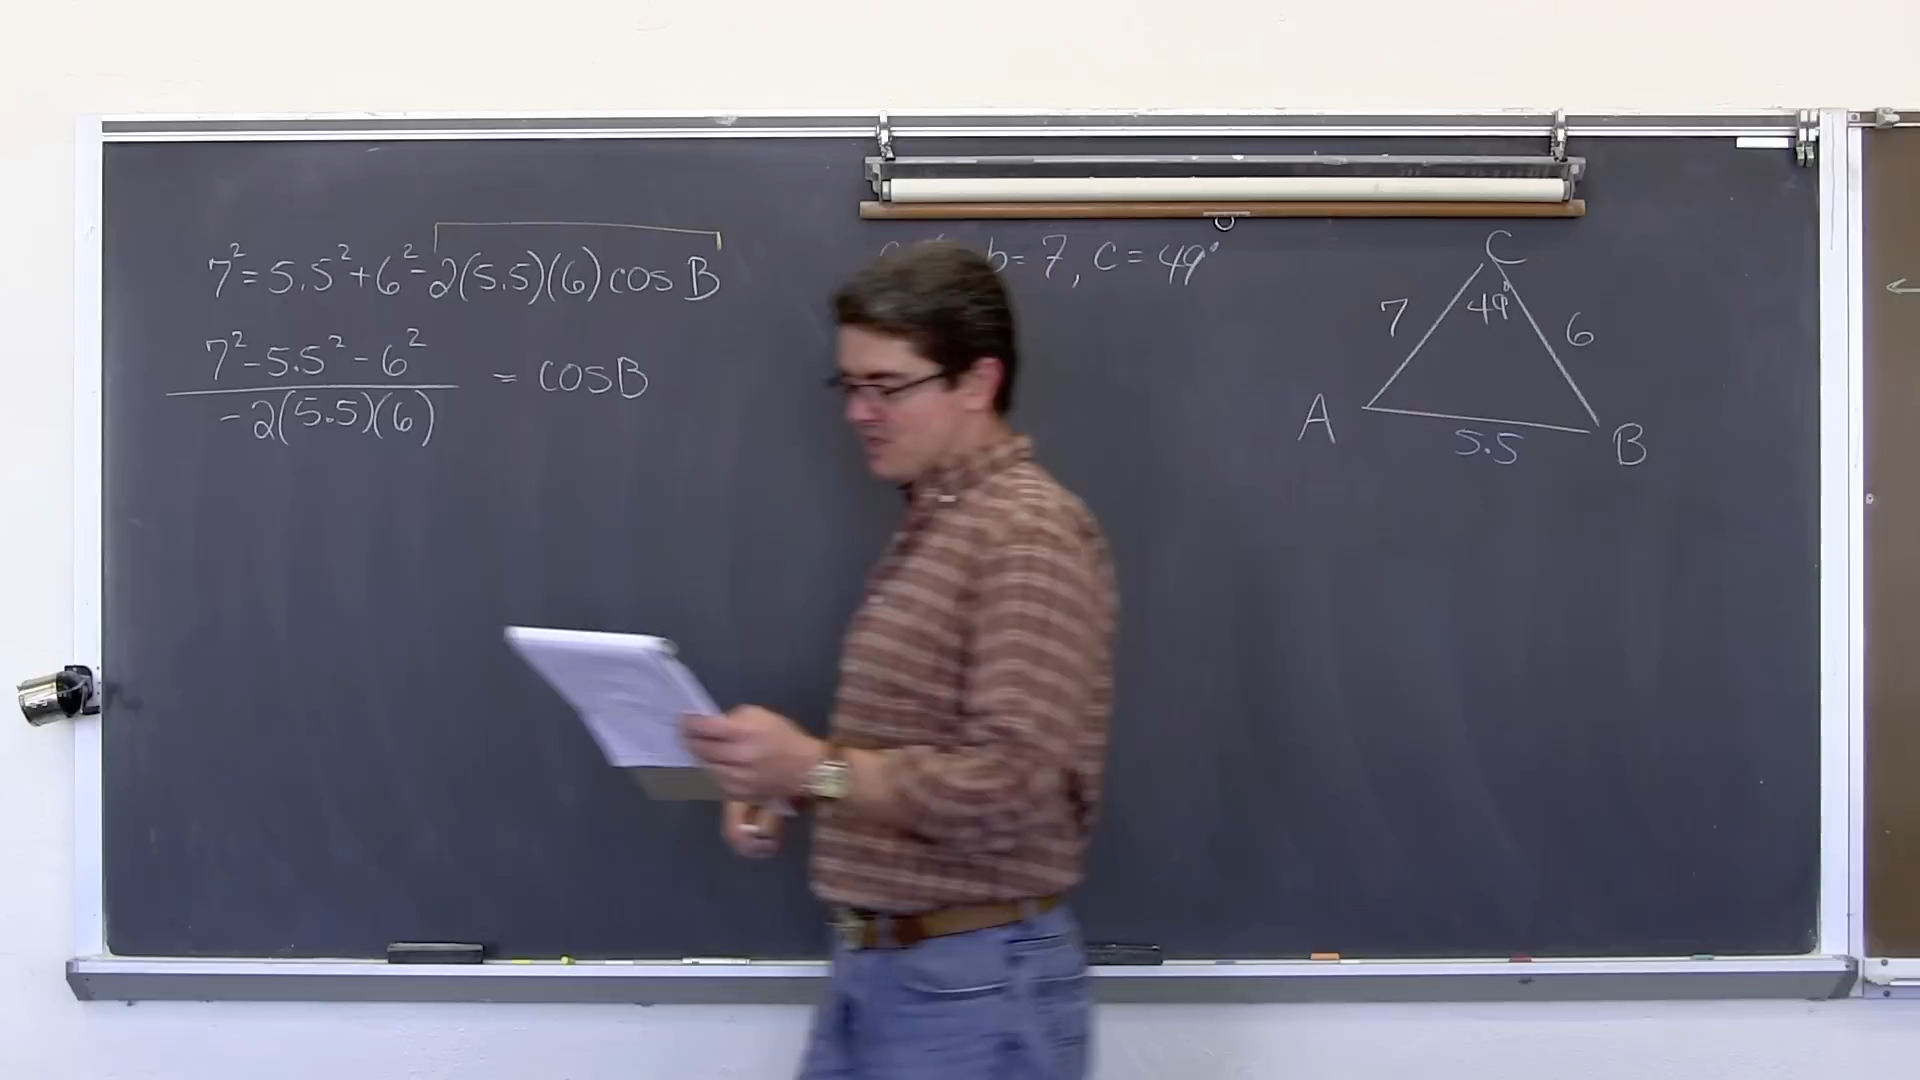 7²=5.5²+6²-2(5.5)(6)cos B
7²-5.5²-6²
-2(5.5)(6)
= cosB
b=7, C=49°
C
49°
7
6
A
5.5
B